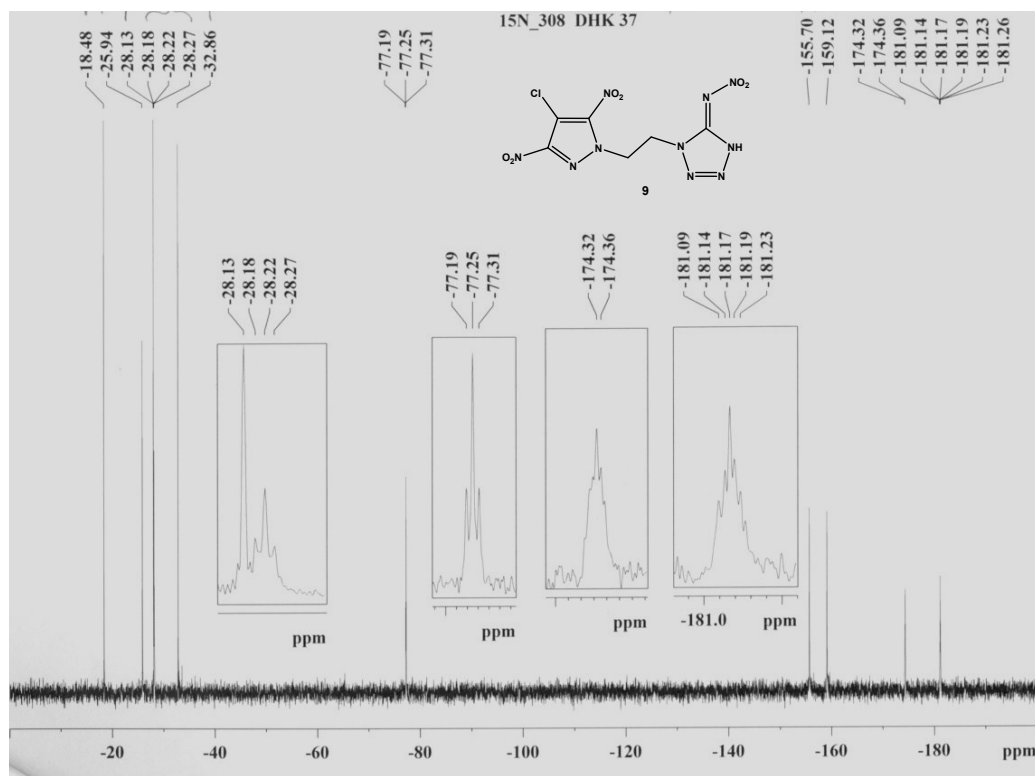 15N_308 DHK 37
-18.48
-25.94
-28.13
-28.18
-28.22
-28.27
-32.86
-77.19
-77.25
-77.31
-155.70
-159.12
-174.32
-174.36
-181.09
-181.14
-181.17
-181.19
-181.23
-181.26
Cl
NO2
O2N
N
N
N
N
N
NH
N
NO2
9
-28.13
-28.18
-28.22
-28.27
-77.19
-77.25
-77.31
-174.32
-174.36
-181.09
-181.14
-181.17
-181.19
-181.23
ppm
ppm
ppm
-181.0 ppm
-20 -40 -60 -80 -100 -120 -140 -160 -180 ppm